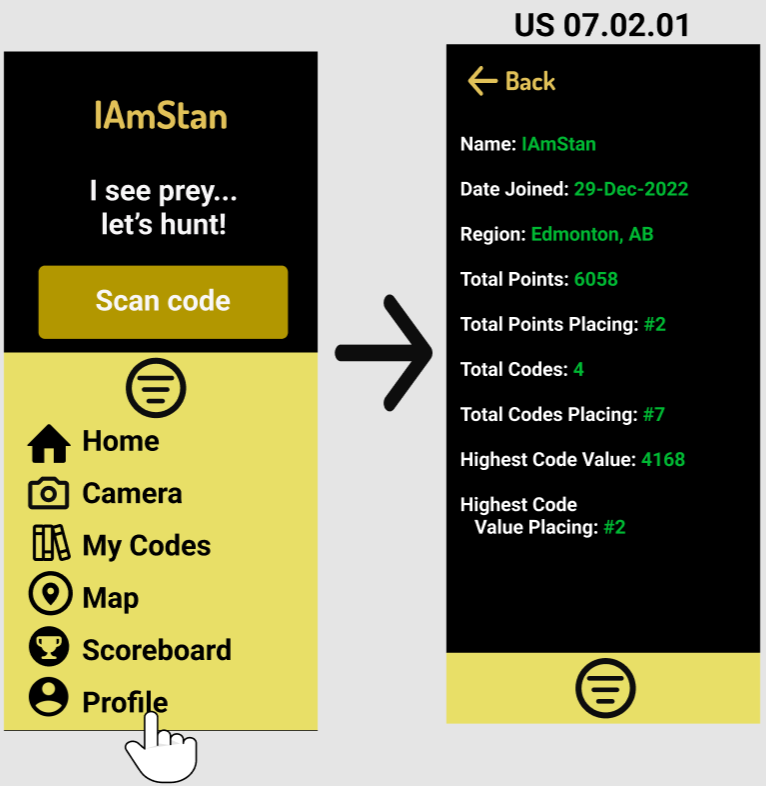 US 07.02.01
IAmStan
I see prey...
let's hunt!
Scan code
Home
Camera
My Codes
Map
Scoreboard
Profile
Back
Name: IAmStan
Date Joined: 29-Dec-2022
Region: Edmonton, AB
Total Points: 6058
Total Points Placing: #2
Total Codes: 4
Total Codes Placing: #7
Highest Code Value: 4168
Highest Code
Value Placing: #2